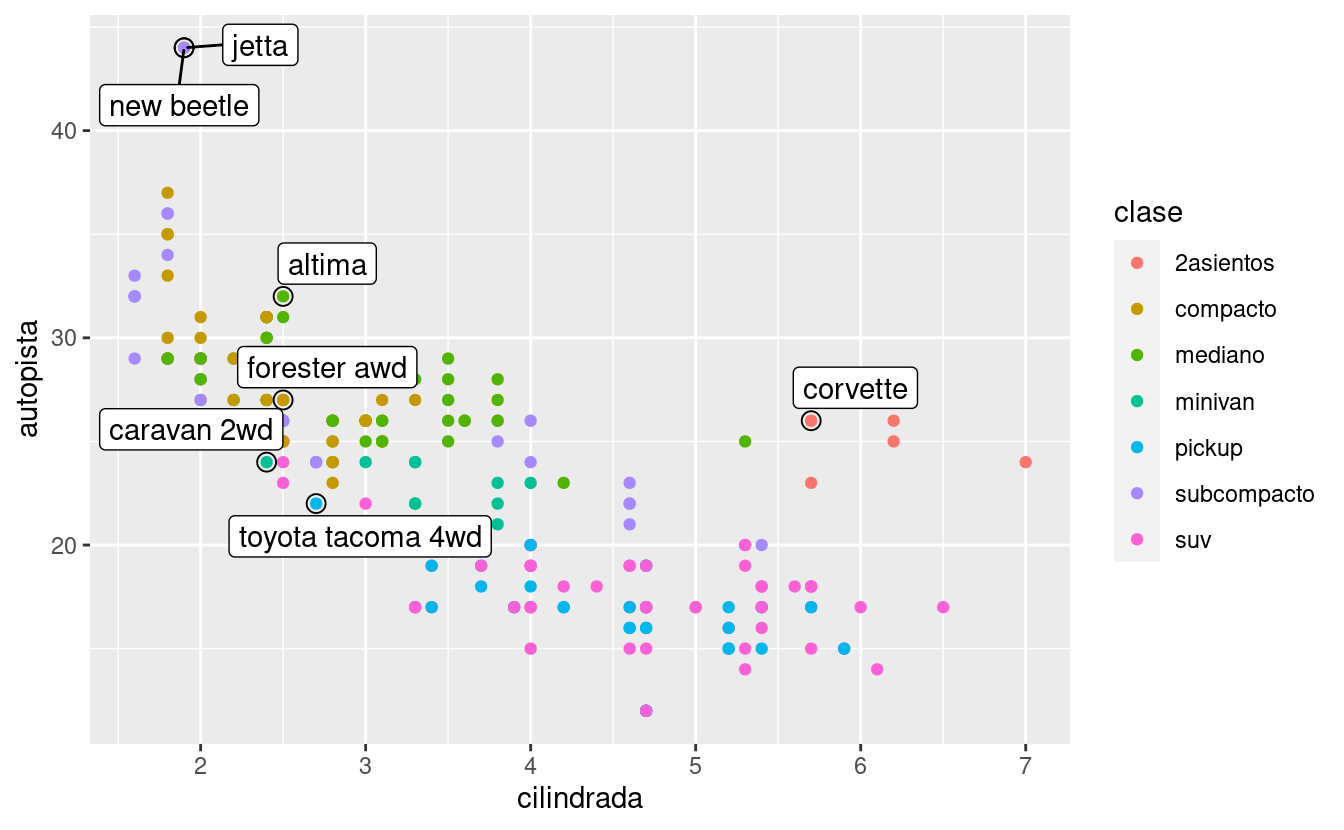 jetta
new beetle
40
altima
30
forester awd
corvette
caravan 2wd
toyota tacoma 4wd
20
autopista
2 3 4 5 6 7
cilindrada
clase
2asientos
compacto
mediano
minivan
pickup
subcompacto
suv